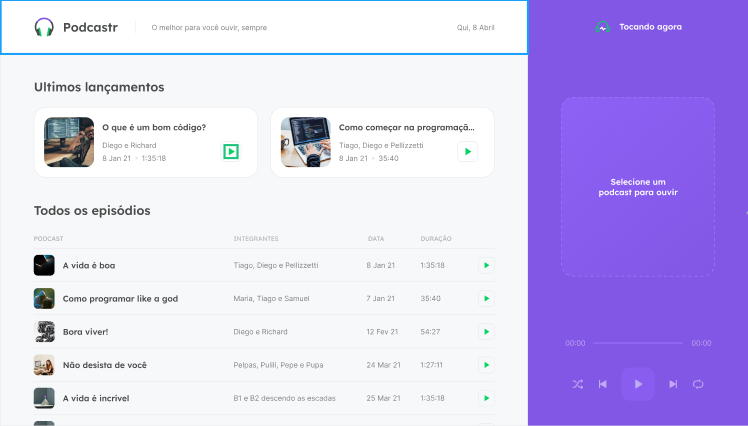 Podcastr
O melhor para você ouvir, sempre
Qui, 8 Abril
Tocando agora
Ultimos lançamentos
O que é um bom código?
Diego e Richard
8 Jan 21 • 1:35:18
Como começar na programaçã...
Tiago, Diego e Pellizzetti
8 Jan 21 • 35:40
Selecione um
podcast para ouvir
Todos os episódios
PODCAST INTEGRANTES DATA DURAÇÃO
A vida é boa Tiago, Diego e Pellizzetti 8 Jan 21 1:35:18
Como programar like a god Maria, Tiago e Samuel 7 Jan 21 35:40
Bora viver! Diego e Richard 12 Fev 21 54:27
Não desista de você Pelpas, Pulili, Pepe e Pupa 24 Mar 21 1:27:11
A vida é incrível B1 e B2 descendo as escadas 25 Mar 21 1:35:18
00:00 00:00